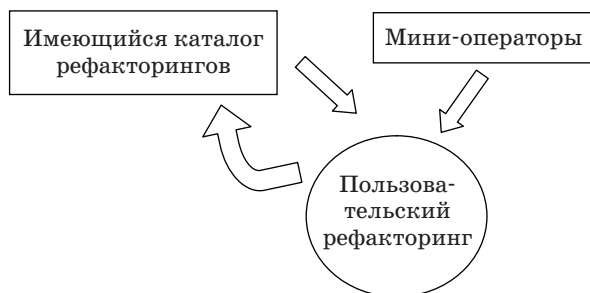 Имеющийся каталог
рефакторингов
Мини-операторы
Пользова-
тельский
рефакторинг